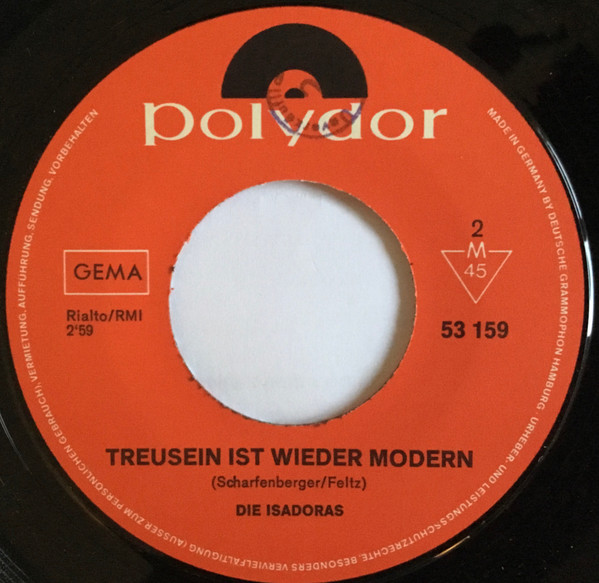 polydor
GEMA
Rialto/RMI
2'59
2
M
45
53 159
TREUSEIN IST WIEDER MODERN
(Scharfenberger/Feltz)
DIE ISADORAS
MADE IN GERMANY BY DEUTSCHE GRAMMOPHON HAMBURG · URHEBER- UND LEISTUNGSSCHUTZRECHTE, BESONDERS VERVIELFÄLTIGUNG (AUSSER ZUM PERSÖNLICHEN GEBRAUCH), VERMIETUNG, AUFFÜHRUNG, SENDUNG, VORBEHALTEN